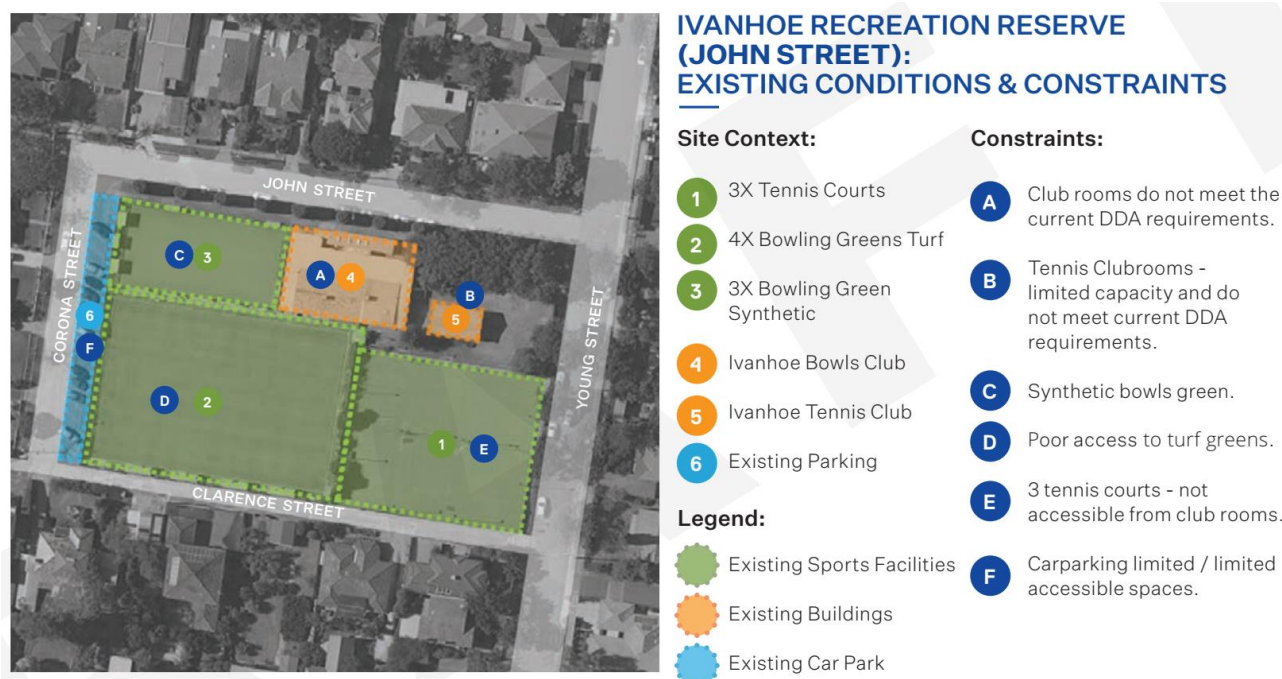 IVANHOE RECREATION RESERVE
(JOHN STREET):
EXISTING CONDITIONS & CONSTRAINTS
Site Context:
1 3X Tennis Courts
2 4X Bowling Greens Turf
3 3X Bowling Green
Synthetic
4 Ivanhoe Bowls Club
5 Ivanhoe Tennis Club
6 Existing Parking
Legend:
Existing Sports Facilities
Existing Buildings
Existing Car Park
Constraints:
A Club rooms do not meet the
current DDA requirements.
B Tennis Clubrooms -
limited capacity and do
not meet current DDA
requirements.
C Synthetic bowls green.
D Poor access to turf greens.
E 3 tennis courts - not
accessible from club rooms.
F Carparking limited / limited
accessible spaces.
JOHN STREET
CORONA STREET
YOUNG STREET
CLARENCE STREET
C 3
A 4
B
5
6
F
D 2
1 E